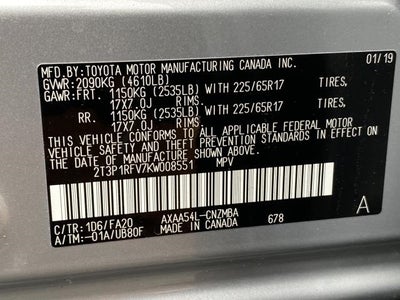 MFD.BY:TOYOTA MOTOR MANUFACTURING CANADA INC.
GVWR:2090KG (4610LB) 01/19
GAWR:FRT. 1150KG (2535LB) WITH 225/65R17 TIRES,
17X7.0J RIMS.
RR. 1150KG (2535LB) WITH 225/65R17 TIRES,
17X7.0J RIMS.
THIS VEHICLE CONFORMS TO ALL APPLICABLE FEDERAL MOTOR
VEHICLE SAFETY AND BUMPER STANDARDS IN EFFECT ON THE
DATE OF MANUFACTURE SHOWN ABOVE.
2T3P1RFV7KW008551 MPV
C/TR: 1D6/FA20 AXAA54L-CNZMBA 678 A
A/TM:-01A/UB80F MADE IN CANADA